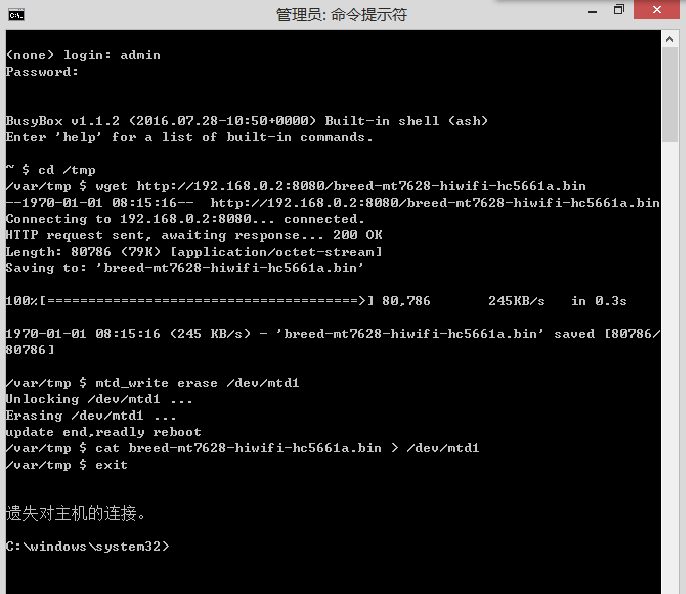 管理员: 命令提示符
(none) login: admin
Password:
BusyBox v1.1.2 (2016.07.28-10:50+0000) Built-in shell (ash)
Enter 'help' for a list of built-in commands.
~ $ cd /tmp
/var/tmp $ wget http://192.168.0.2:8080/breed-mt7628-hiwifi-hc5661a.bin
--1970-01-01 08:15:16--  http://192.168.0.2:8080/breed-mt7628-hiwifi-hc5661a.bin
Connecting to 192.168.0.2:8080... connected.
HTTP request sent, awaiting response... 200 OK
Length: 80786 (79K) [application/octet-stream]
Saving to: 'breed-mt7628-hiwifi-hc5661a.bin'
100%[======================================>] 80,786       245KB/s   in 0.3s
1970-01-01 08:15:16 (245 KB/s) - 'breed-mt7628-hiwifi-hc5661a.bin' saved [80786/
80786]
/var/tmp $ mtd_write erase /dev/mtd1
Unlocking /dev/mtd1 ...
Erasing /dev/mtd1 ...
update end,readly reboot
/var/tmp $ cat breed-mt7628-hiwifi-hc5661a.bin > /dev/mtd1
/var/tmp $ exit
遗失对主机的连接。
C:\windows\system32>